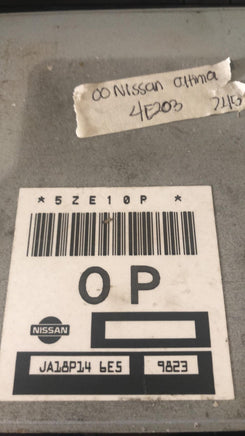 00 Nissan altima
4E203
*5ZE10P *
OP
NISSAN
JA18P14 6E5 9823